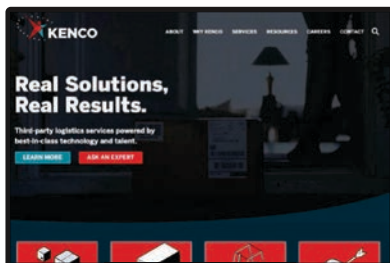 KENCO
ABOUT WHY KENCO SERVICES RESOURCES CAREERS CONTACT
Real Solutions,
Real Results.
Third-party logistics services powered by
best-in-class technology and talent.
LEARN MORE ASK AN EXPERT